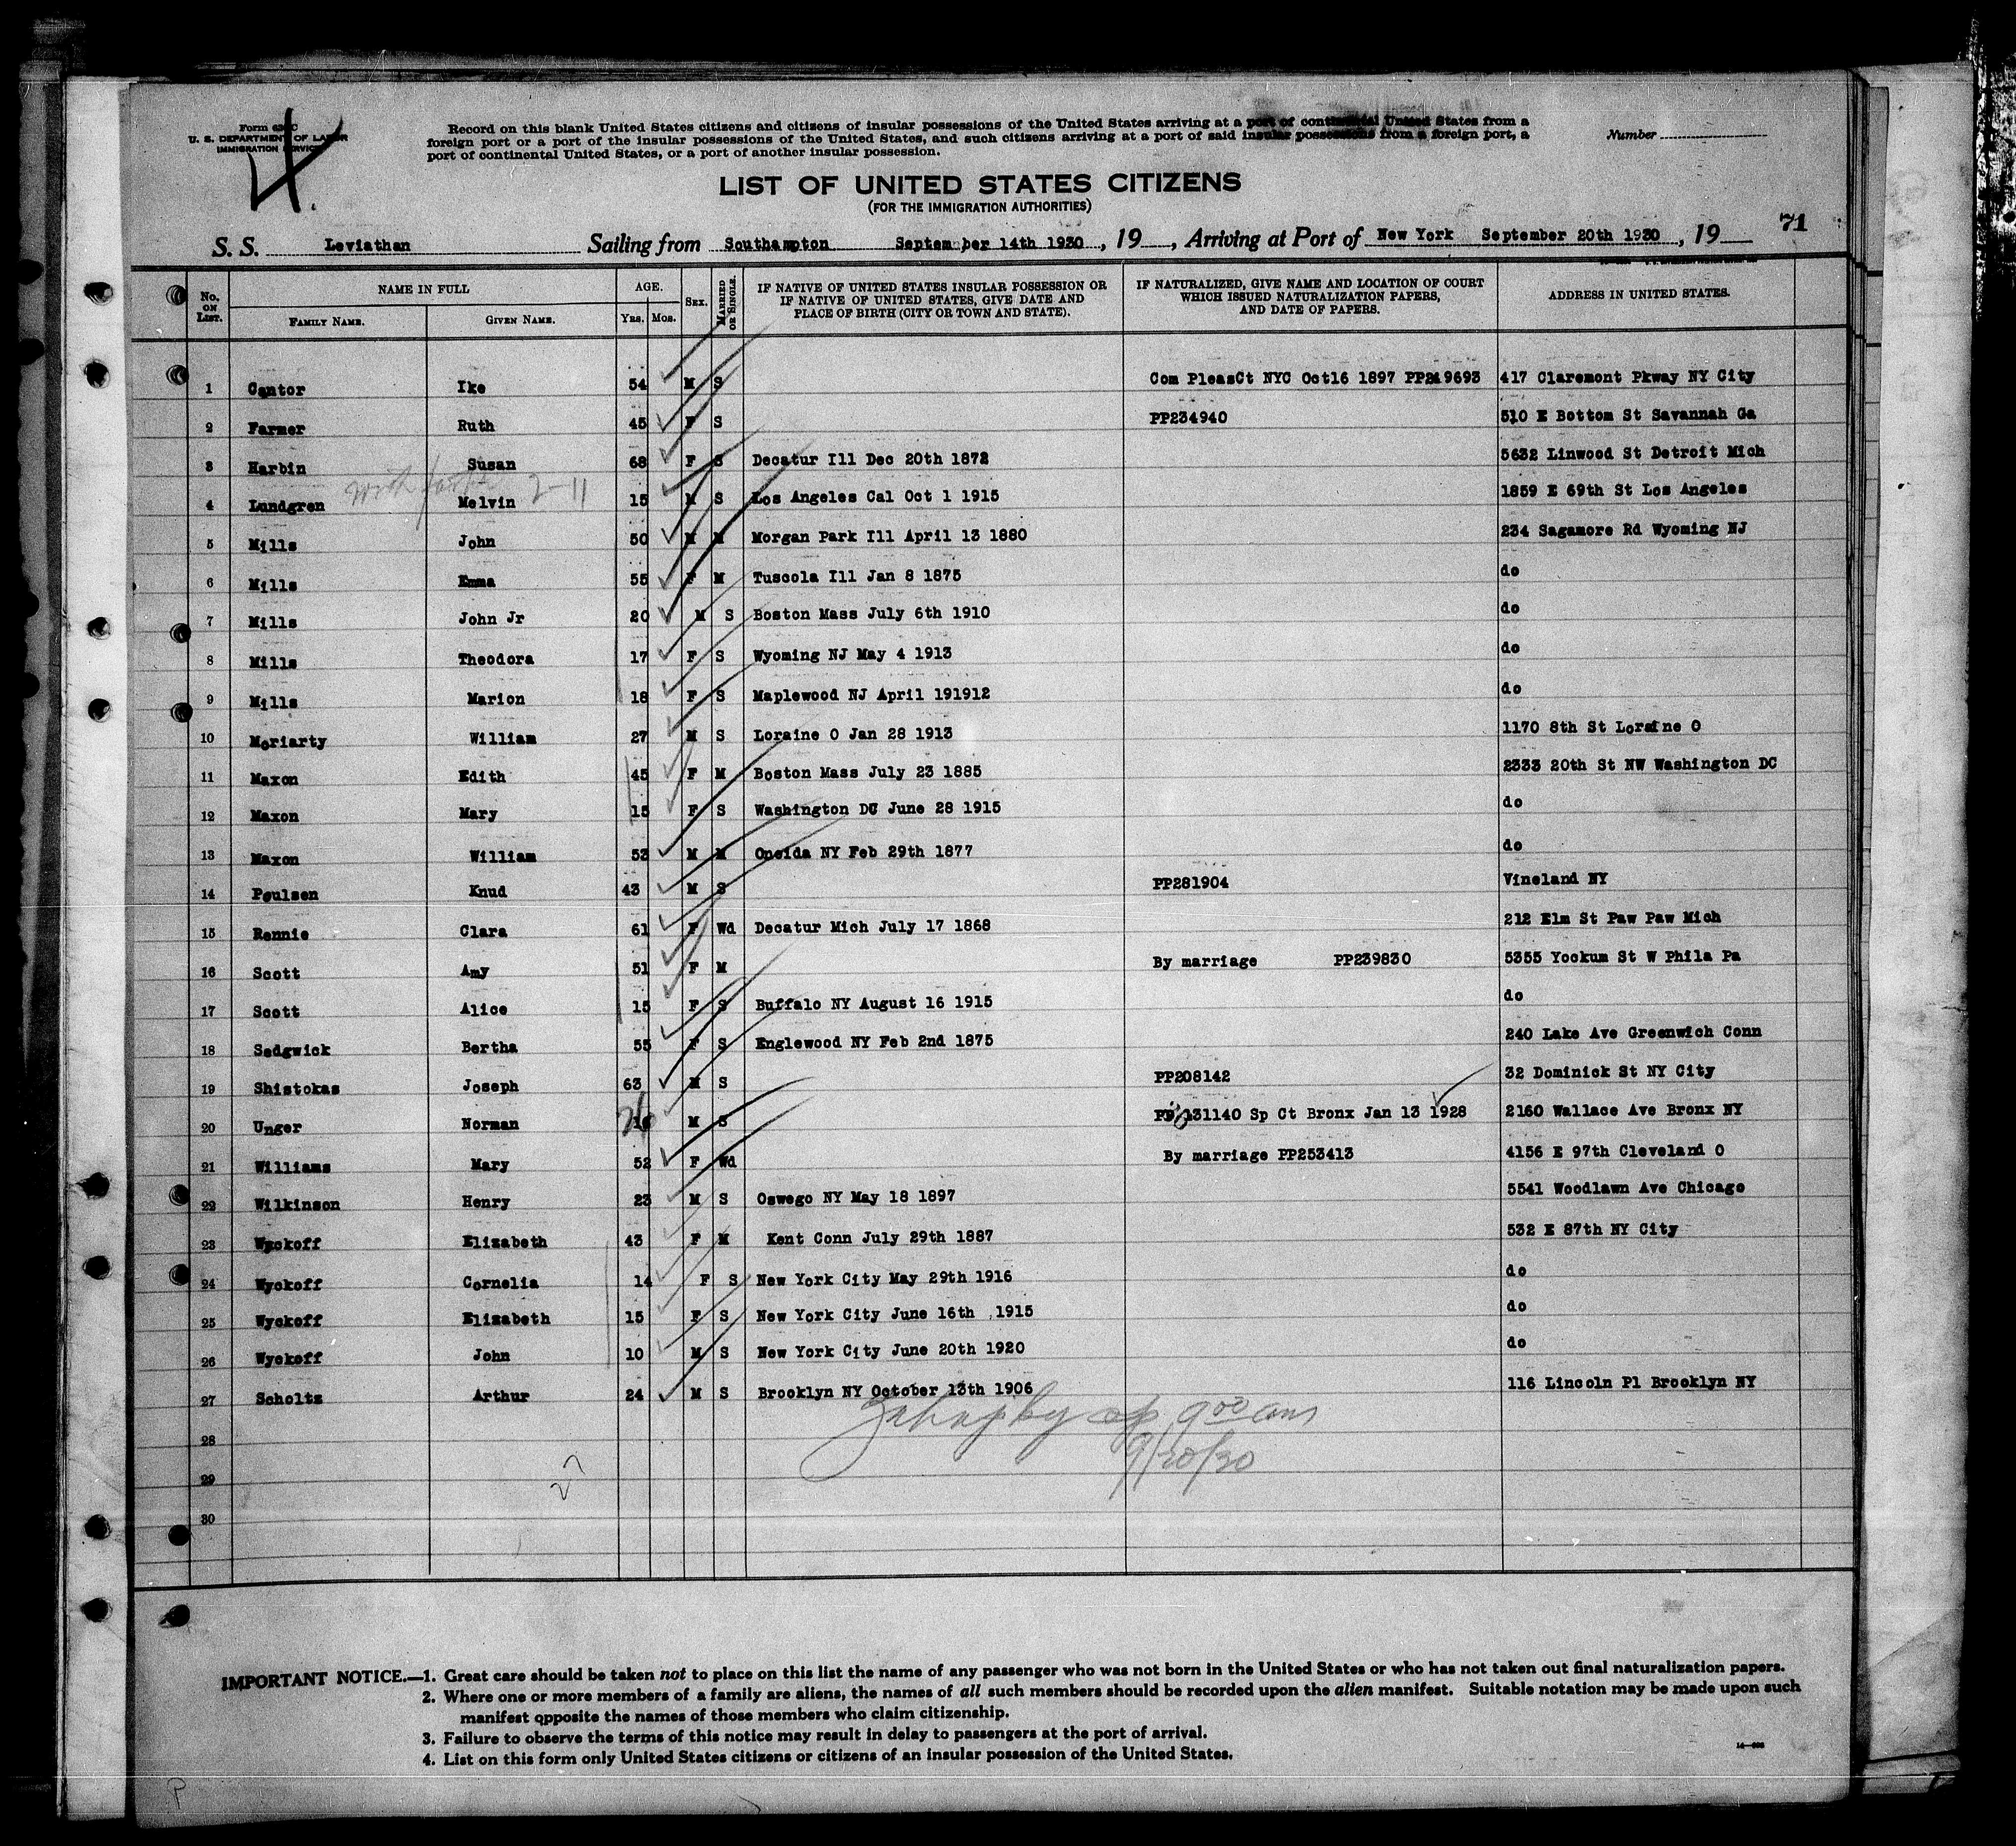 Form 630 C
U. S. DEPARTMENT OF LABOR
IMMIGRATION SERVICE
4.
Record on this blank United States citizens and citizens of insular possessions of the United States arriving at a port of continental United States from a
foreign port or a port of the insular possessions of the United States, and such citizens arriving at a port of said insular possessions from a foreign port, a
port of continental United States, or a port of another insular possession.
Number
LIST OF UNITED STATES CITIZENS
(FOR THE IMMIGRATION AUTHORITIES)
S. S. Leviathan Sailing from Southampton September 14th 1930, 19, Arriving at Port of New York September 20th 1930, 19 71
No. ON LIST. NAME IN FULL FAMILY NAME. GIVEN NAME. AGE. YRS. MOS. SEX. MARRIED OR SINGLE. IF NATIVE OF UNITED STATES INSULAR POSSESSION OR IF NATIVE OF UNITED STATES, GIVE DATE AND PLACE OF BIRTH (CITY OR TOWN AND STATE). IF NATURALIZED, GIVE NAME AND LOCATION OF COURT WHICH ISSUED NATURALIZATION PAPERS, AND DATE OF PAPERS. ADDRESS IN UNITED STATES.
1 Cantor Ike 54 M S Com PleasCt NYC Oct16 1897 PP249693 417 Claremont Pkway NY City
2 Farmer Ruth 45 F S PP234940 510 E Bottom St Savannah Ga
3 Harbin Susan 68 F S Decatur Ill Dec 20th 1872 5632 Linwood St Detroit Mich
4 Lundgren Melvin 2-11 15 M S Los Angeles Cal Oct 1 1915 1859 E 69th St Los Angeles
5 Mills John 50 M M Morgan Park Ill April 13 1880 234 Sagamore Rd Wyoming NJ
6 Mills Emma 55 F M Tuscola Ill Jan 8 1875 do
7 Mills John Jr 20 M S Boston Mass July 6th 1910 do
8 Mills Theodora 17 F S Wyoming NJ May 4 1913 do
9 Mills Marion 18 F S Maplewood NJ April 191912 do
10 Moriarty William 27 M S Loraine O Jan 28 1913 1170 8th St Loraine O
11 Maxon Edith 45 F M Boston Mass July 23 1885 2333 20th St NW Washington DC
12 Maxon Mary 15 F S Washington DC June 28 1915 do
13 Maxon William 53 M M Oneida NY Feb 29th 1877 do
14 Poulsen Knud 43 M S PP281904 Vineland NY
15 Rennie Clara 61 F Wd Decatur Mich July 17 1868 212 Elm St Paw Paw Mich
16 Scott Amy 51 F M By marriage PP239830 5355 Yockum St W Phila Pa
17 Scott Alice 15 F S Buffalo NY August 16 1915 do
18 Sedgwick Bertha 55 F S Englewood NY Feb 2nd 1875 240 Lake Ave Greenwich Conn
19 Shistokas Joseph 63 M S PP208142 32 Dominick St NY City
20 Unger Norman M S 131140 Sp Ct Bronx Jan 13 1928 2160 Wallace Ave Bronx NY
21 Williams Mary 52 F Wd By marriage PP253413 4156 E 97th Cleveland O
22 Wilkinson Henry 23 M S Oswego NY May 18 1897 5541 Woodlawn Ave Chicago
23 Wyckoff Elizabeth 43 F M Kent Conn July 29th 1887 532 E 87th NY City
24 Wyckoff Cornelia 14 F S New York City May 29th 1916 do
25 Wyckoff Elizabeth 15 F S New York City June 16th 1915 do
26 Wyckoff John 10 M S New York City June 20th 1920 do
27 Scholtz Arthur 24 M S Brooklyn NY October 13th 1906 116 Lincoln Pl Brooklyn NY
28
9/20/30
29 27
30
IMPORTANT NOTICE.—1. Great care should be taken not to place on this list the name of any passenger who was not born in the United States or who has not taken out final naturalization papers.
2. Where one or more members of a family are aliens, the names of all such members should be recorded upon the alien manifest. Suitable notation may be made upon such
manifest opposite the names of those members who claim citizenship.
3. Failure to observe the terms of this notice may result in delay to passengers at the port of arrival.
4. List on this form only United States citizens or citizens of an insular possession of the United States.